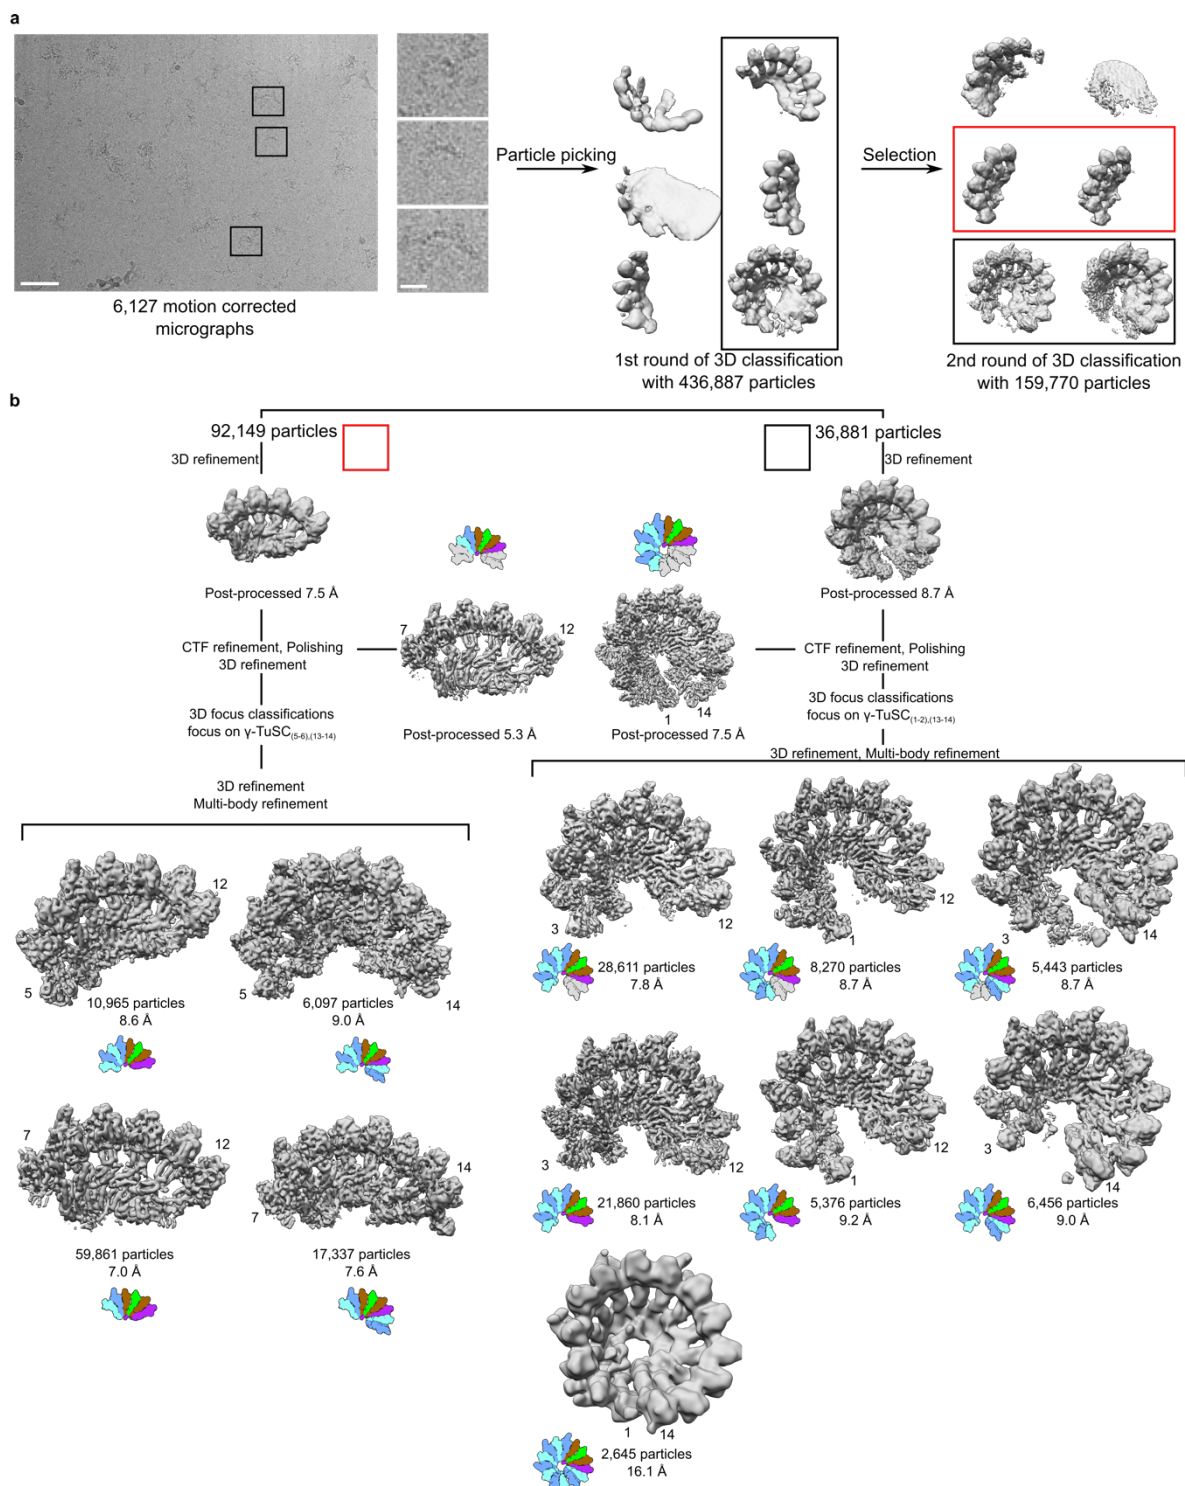 a
6,127 motion corrected
micrographs
Particle picking
1st round of 3D classification
with 436,887 particles
Selection
2nd round of 3D classification
with 159,770 particles
b
92,149 particles
3D refinement
36,881 particles
3D refinement
Post-processed 7.5 Å
Post-processed 8.7 Å
CTF refinement, Polishing
3D refinement
7
12
Post-processed 5.3 Å
1
14
Post-processed 7.5 Å
CTF refinement, Polishing
3D refinement
3D focus classifications
focus on γ-TuSC(5-6),(13-14)
3D focus classifications
focus on γ-TuSC(1-2),(13-14)
3D refinement
Multi-body refinement
3D refinement, Multi-body refinement
5
12
10,965 particles
8.6 Å
5
14
6,097 particles
9.0 Å
7
12
59,861 particles
7.0 Å
7
14
17,337 particles
7.6 Å
3
12
28,611 particles
7.8 Å
1
8,270 particles
8.7 Å
3
14
5,443 particles
8.7 Å
3
12
21,860 particles
8.1 Å
1
12
5,376 particles
9.2 Å
3
14
6,456 particles
9.0 Å
1
14
2,645 particles
16.1 Å